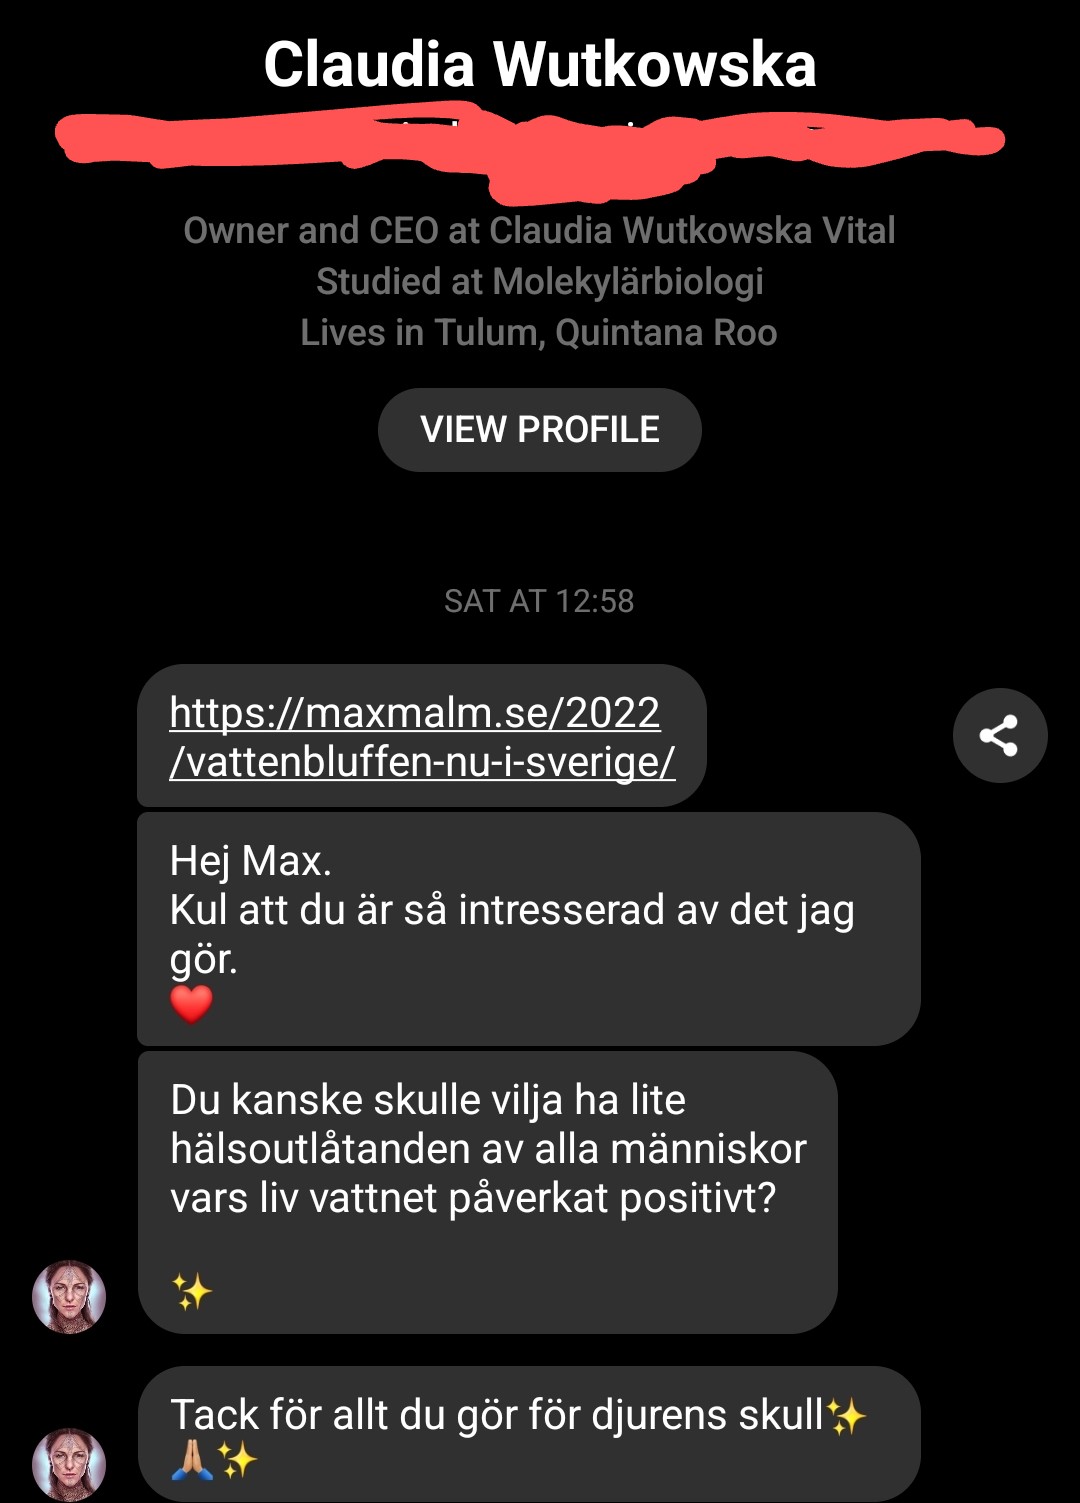 Claudia Wutkowska
Owner and CEO at Claudia Wutkowska Vital
Studied at Molekylärbiologi
Lives in Tulum, Quintana Roo
VIEW PROFILE
SAT AT 12:58
https://maxmalm.se/2022
/vattenbluffen-nu-i-sverige/
Hej Max.
Kul att du är så intresserad av det jag
gör.
❤️
Du kanske skulle vilja ha lite
hälsoutlåtanden av alla människor
vars liv vattnet påverkat positivt?
✨
Tack för allt du gör för djurens skull✨
🙏🏼✨